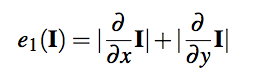 e₁(𝐈) = |∂/∂x 𝐈| + |∂/∂y 𝐈|